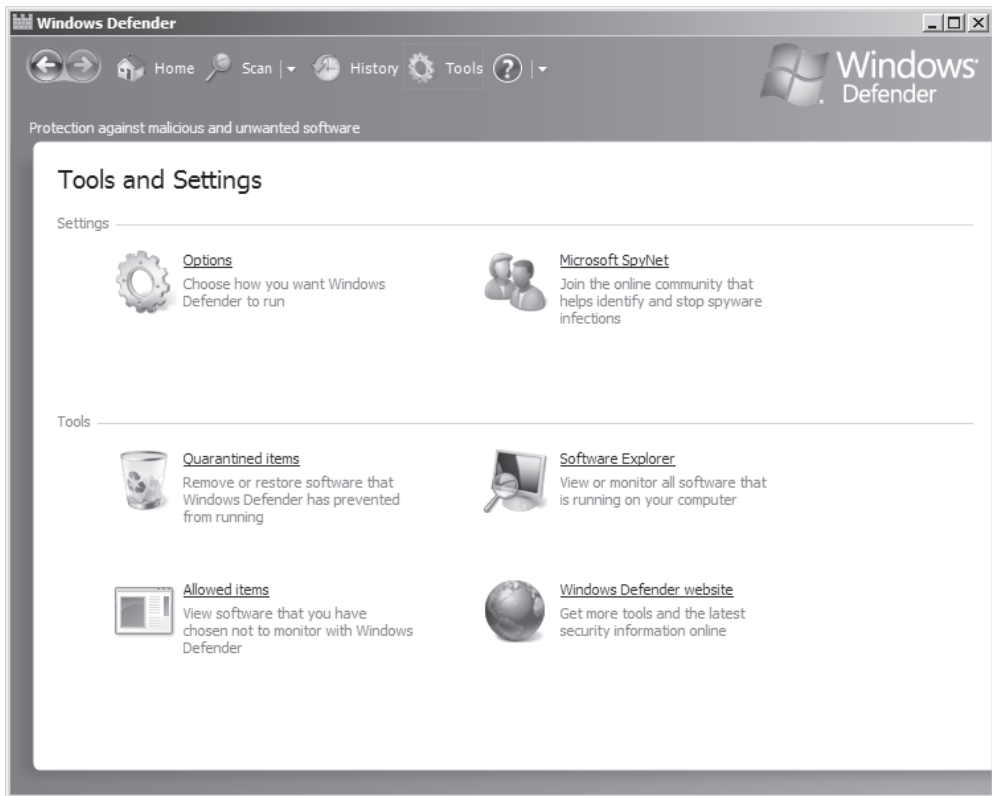 Windows Defender
Home Scan History Tools ?
Windows
Defender
Protection against malicious and unwanted software
Tools and Settings
Settings
Options
Choose how you want Windows
Defender to run
Microsoft SpyNet
Join the online community that
helps identify and stop spyware
infections
Tools
Quarantined items
Remove or restore software that
Windows Defender has prevented
from running
Software Explorer
View or monitor all software that
is running on your computer
Allowed items
View software that you have
chosen not to monitor with Windows
Defender
Windows Defender website
Get more tools and the latest
security information online